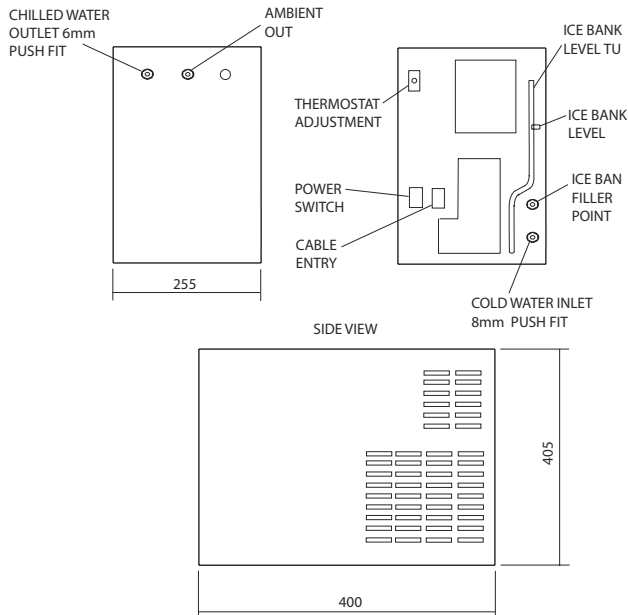 CHILLED WATER
OUTLET 6mm
PUSH FIT
AMBIENT
OUT
255
THERMOSTAT
ADJUSTMENT
POWER
SWITCH
CABLE
ENTRY
ICE BANK
LEVEL TU
ICE BANK
LEVEL
ICE BAN
FILLER
POINT
COLD WATER INLET
8mm PUSH FIT
SIDE VIEW
405
400